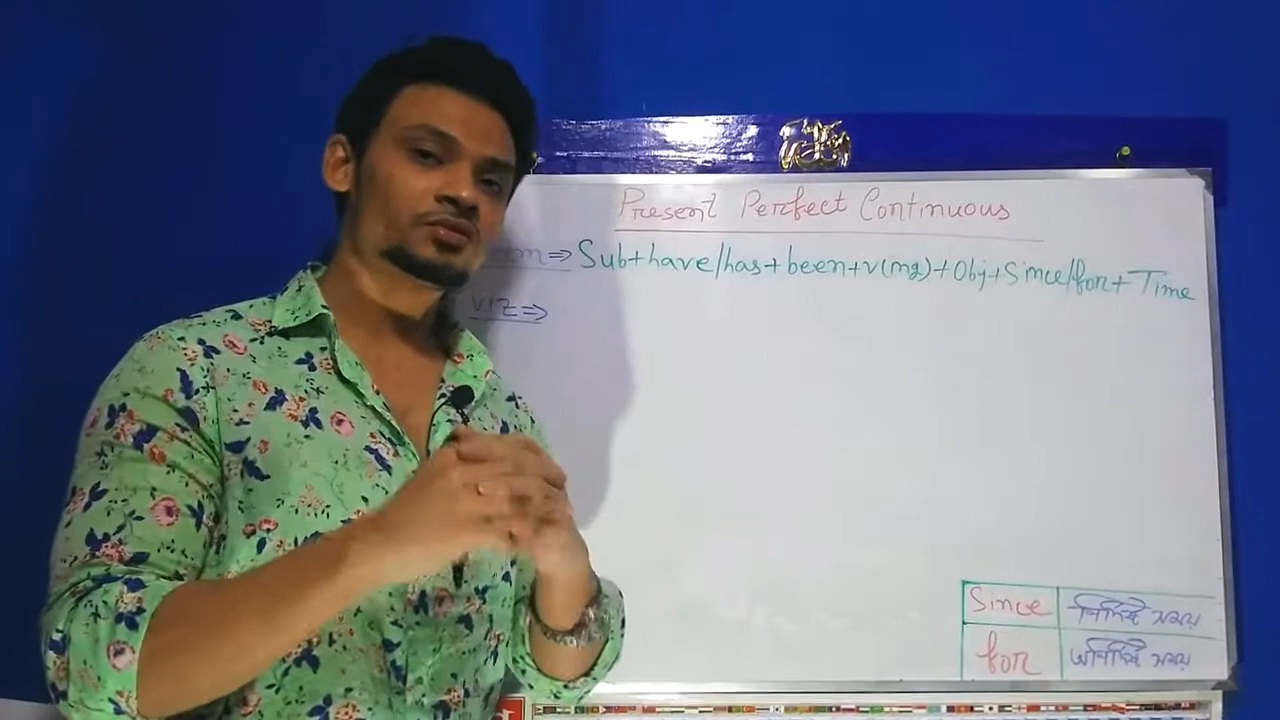 Present Perfect Continuous
⇒ Sub+have/has+been+v(ing)+Obj+Since/for+Time
VIZ⇒
Since নির্দিষ্ট সময়
for অনির্দিষ্ট সময়